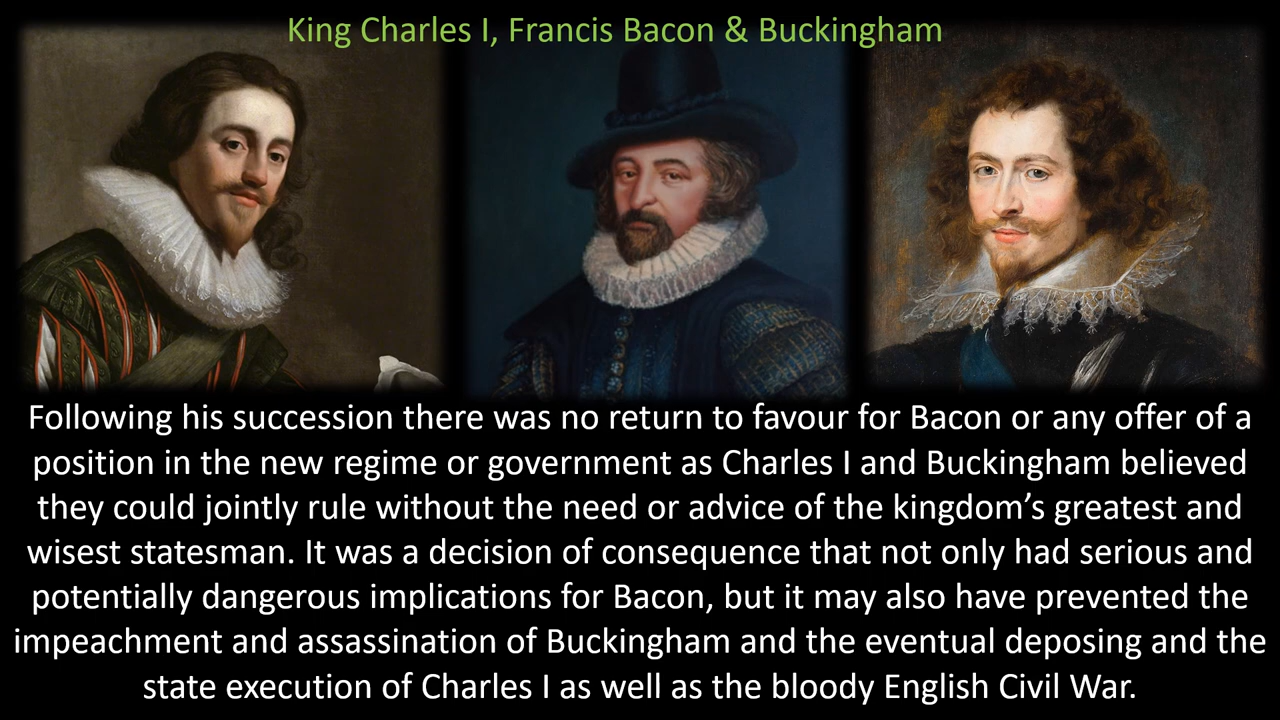 King Charles I, Francis Bacon & Buckingham
Following his succession there was no return to favour for Bacon or any offer of a
position in the new regime or government as Charles I and Buckingham believed
they could jointly rule without the need or advice of the kingdom’s greatest and
wisest statesman. It was a decision of consequence that not only had serious and
potentially dangerous implications for Bacon, but it may also have prevented the
impeachment and assassination of Buckingham and the eventual deposing and the
state execution of Charles I as well as the bloody English Civil War.